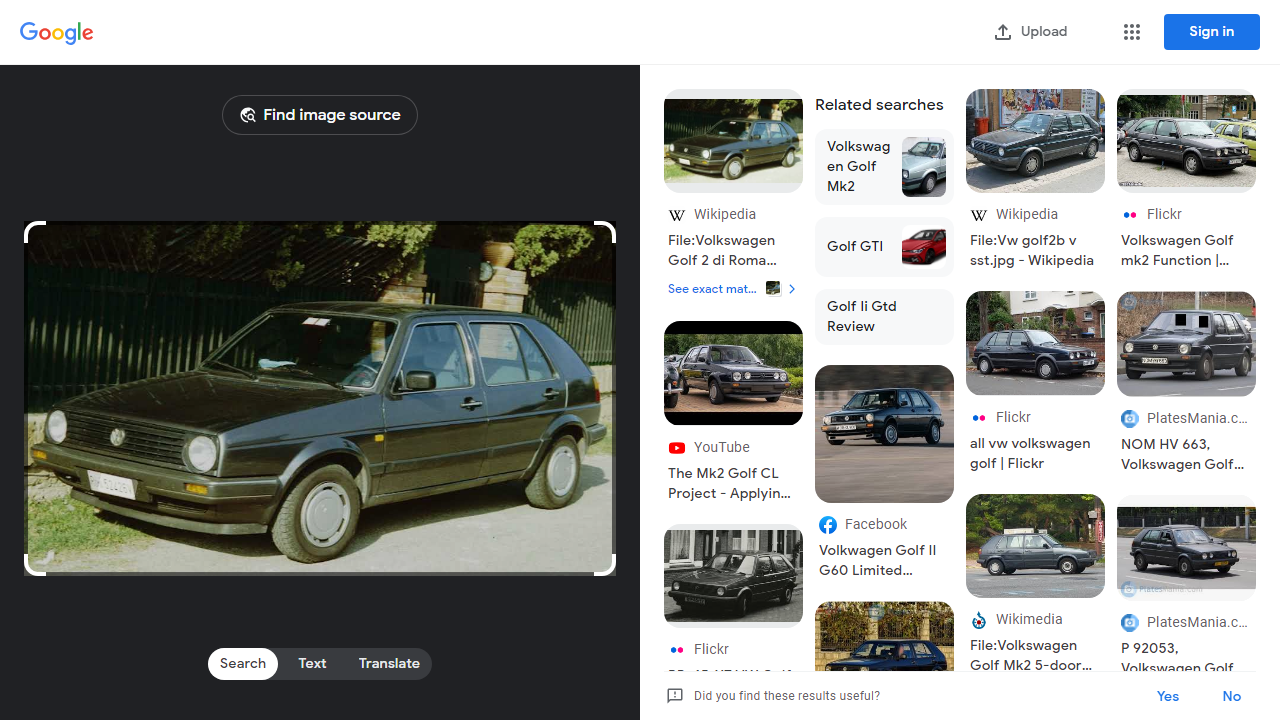 Google
Upload
Sign in
Find image source
Search
Text
Translate
Wikipedia
File:Volkswagen
Golf 2 di Roma...
See exact mat...
YouTube
The Mk2 Golf CL
Project - Applyin...
Flickr
Related searches
Volkswag
en Golf
Mk2
Golf GTI
Golf Ii Gtd
Review
Facebook
Volkwagen Golf II
G60 Limited...
Wikipedia
File:Vw golf2b v
sst.jpg - Wikipedia
Flickr
all vw volkswagen
golf | Flickr
Wikimedia
File:Volkswagen
Golf Mk2 5-door...
Flickr
Volkswagen Golf
mk2 Function |...
PlatesMania.c...
NOM HV 663,
Volkswagen Golf...
PlatesMania.c...
P 92053,
Volkswagen Golf
Did you find these results useful?
Yes
No